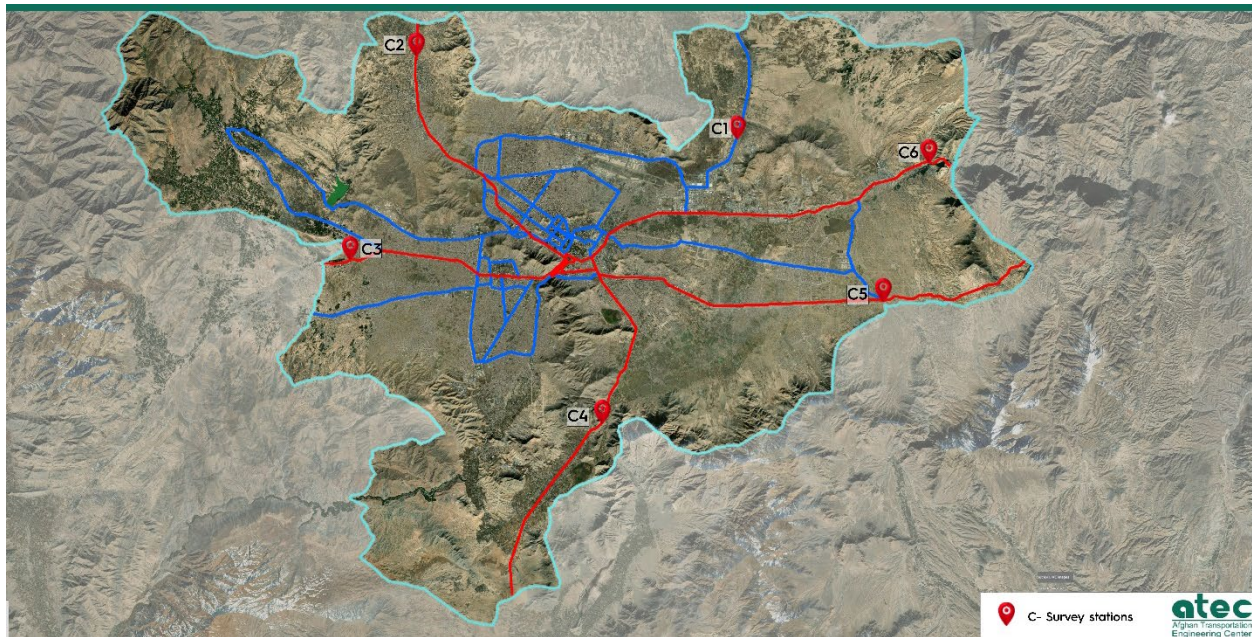 C2
C1
C6
C3
C5
C4
C- Survey stations
atec
Afghan Transportation
Engineering Center